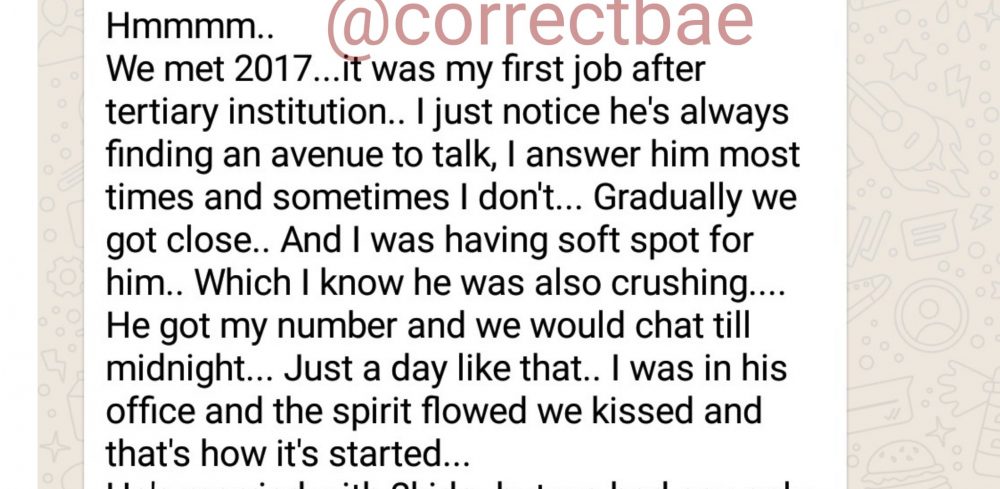 @correctbae
Hmmmm..
We met 2017...it was my first job after
tertiary institution.. I just notice he's always
finding an avenue to talk, I answer him most
times and sometimes I don't... Gradually we
got close.. And I was having soft spot for
him.. Which I know he was also crushing....
He got my number and we would chat till
midnight... Just a day like that.. I was in his
office and the spirit flowed we kissed and
that's how it's started...